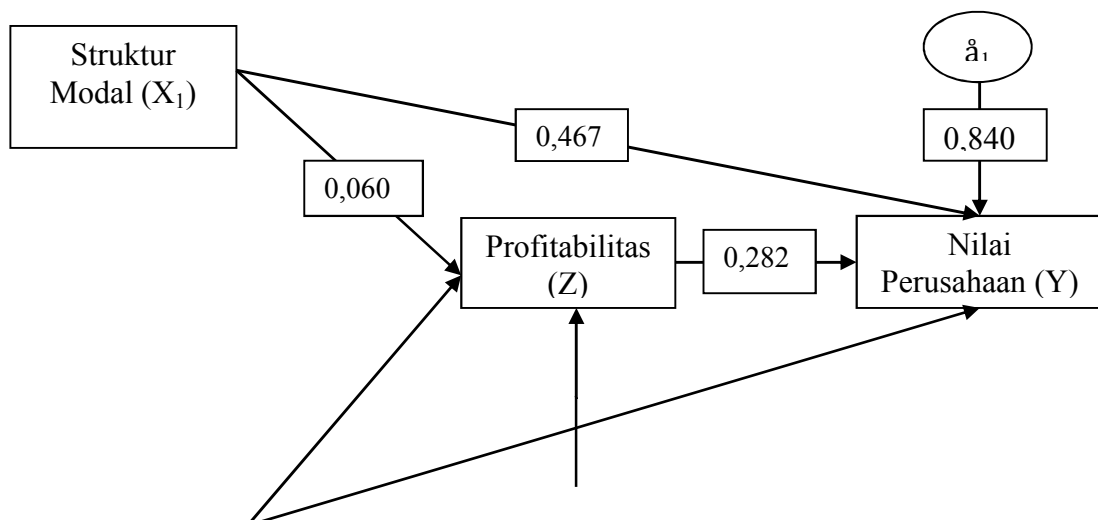 Struktur
Modal (X₁)
å₁
0,467
0,840
0,060
Profitabilitas
(Z)
0,282
Nilai
Perusahaan (Y)